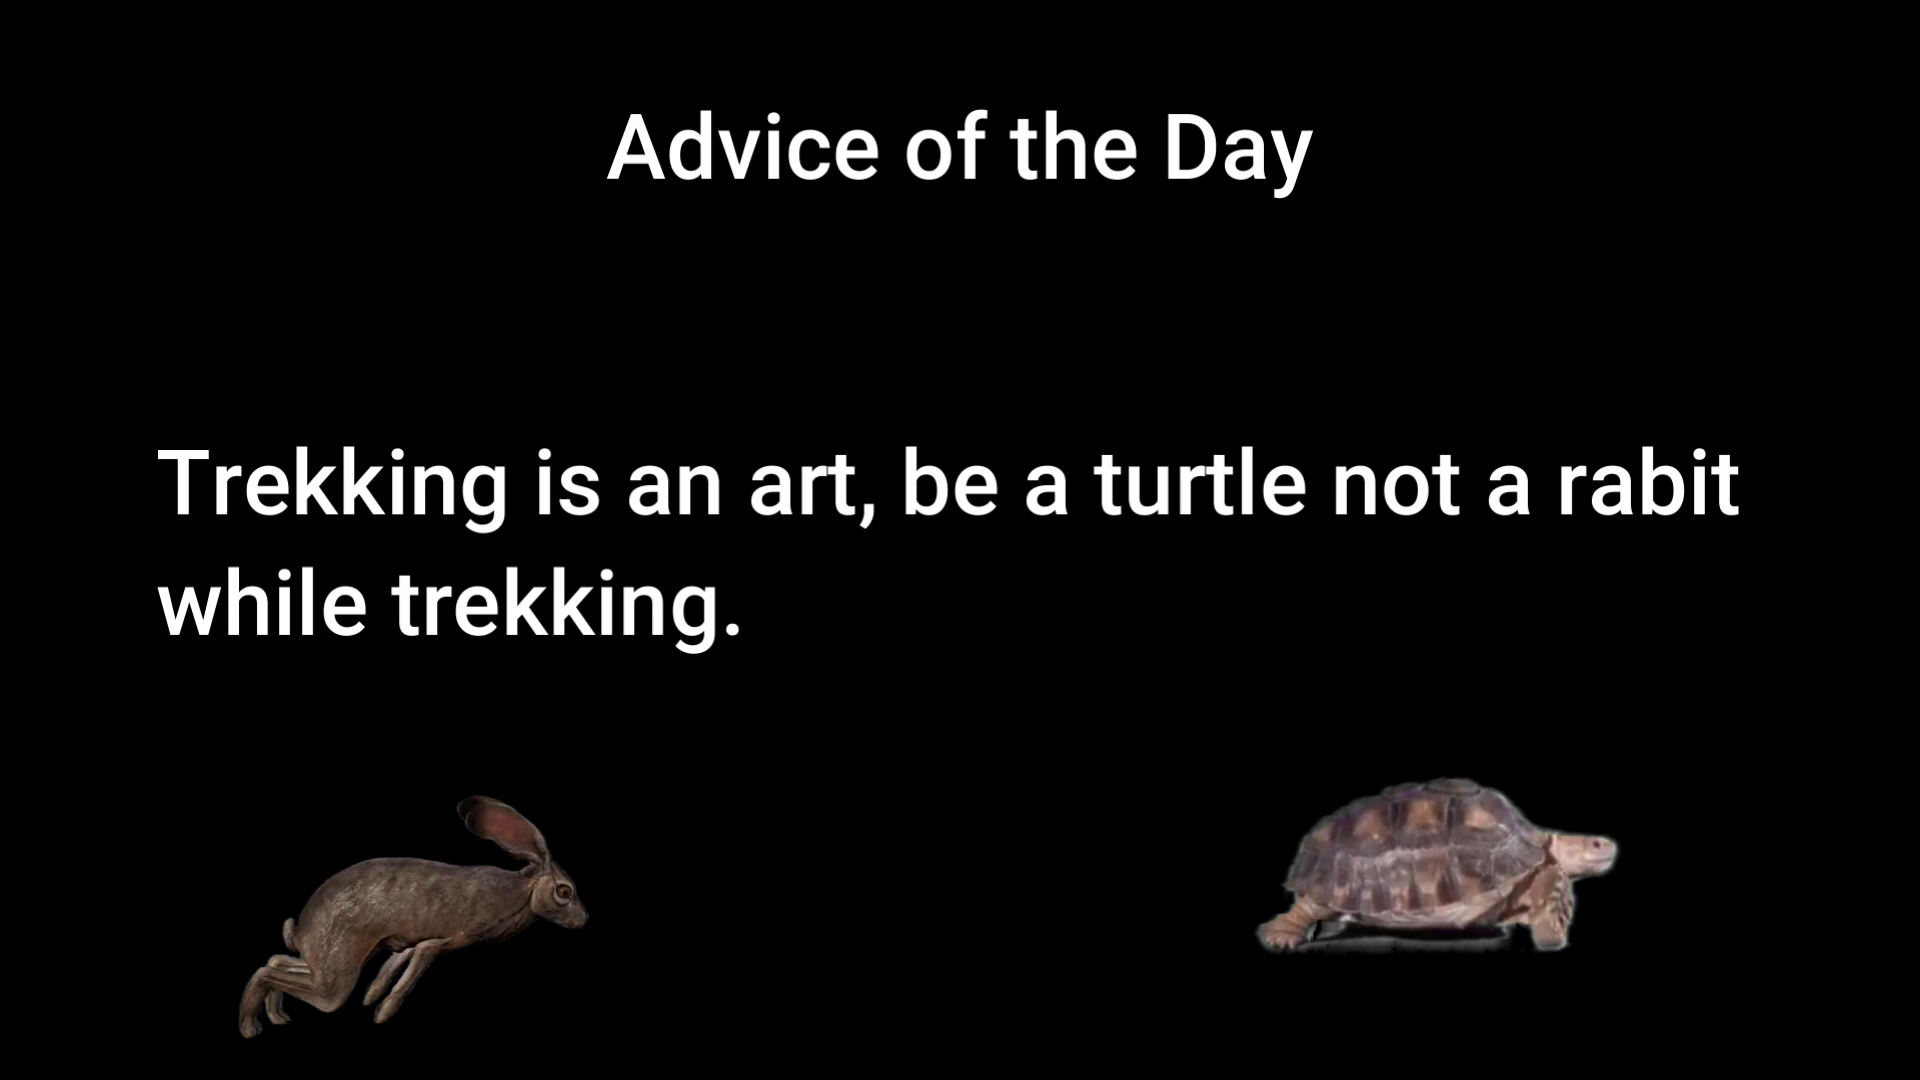 Advice of the Day
Trekking is an art, be a turtle not a rabit
while trekking.